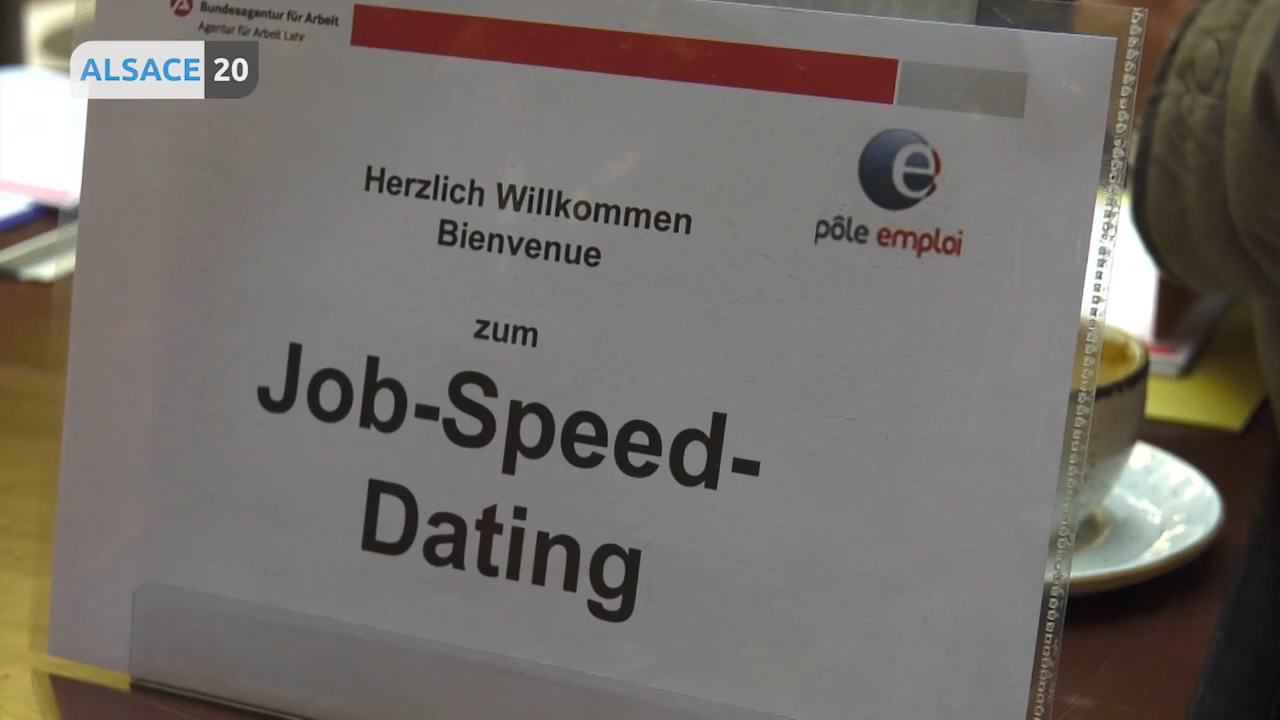 Bundesagentur für Arbeit
Agentur für Arbeit Lahr
ALSACE 20
Herzlich Willkommen
Bienvenue
e
pôle emploi
zum
Job-Speed-
Dating